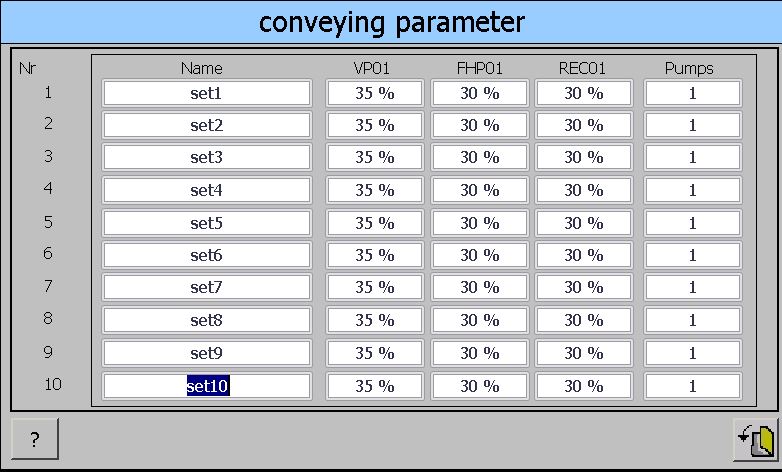 conveying parameter
Nr Name VP01 FHP01 REC01 Pumps
1 set1 35 % 30 % 30 % 1
2 set2 35 % 30 % 30 % 1
3 set3 35 % 30 % 30 % 1
4 set4 35 % 30 % 30 % 1
5 set5 35 % 30 % 30 % 1
6 set6 35 % 30 % 30 % 1
7 set7 35 % 30 % 30 % 1
8 set8 35 % 30 % 30 % 1
9 set9 35 % 30 % 30 % 1
10 set10 35 % 30 % 30 % 1
?